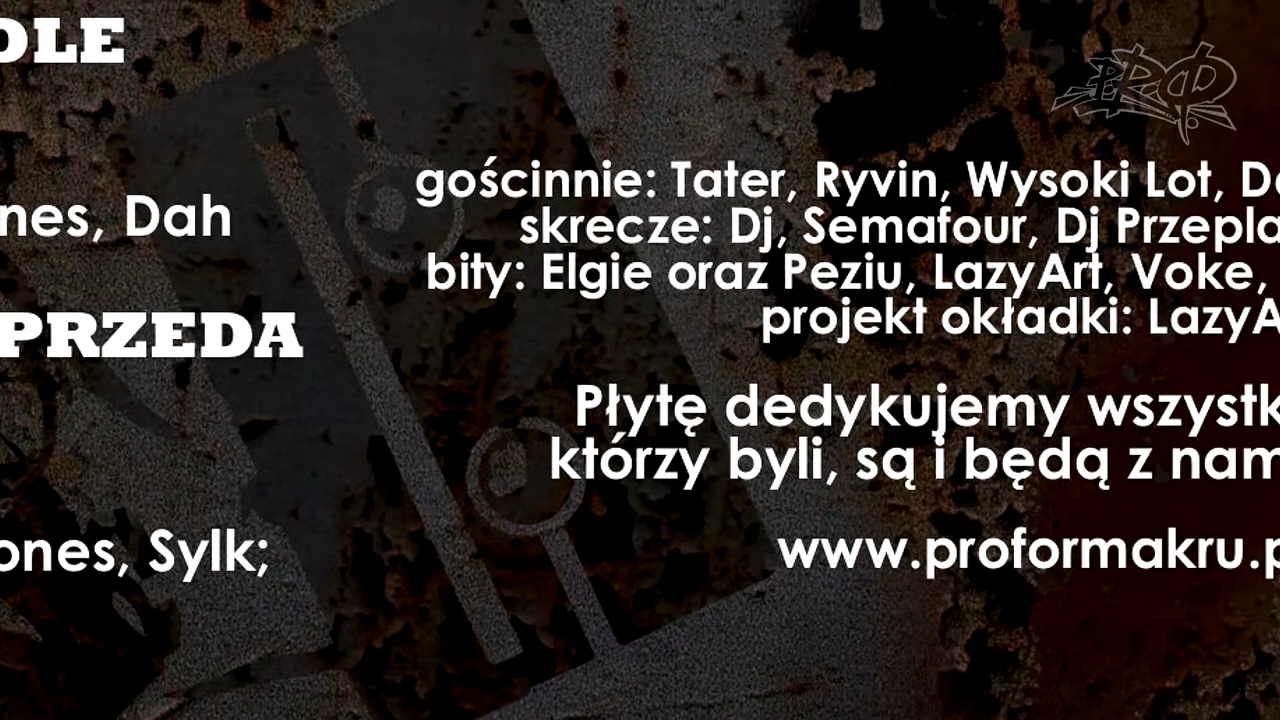 OLE
nes, Dah
PRZEDA
ones, Sylk;
gościnnie: Tater, Ryvin, Wysoki Lot,
skrecze: Dj, Semafour, Dj Przepla
bity: Elgie oraz Peziu, LazyArt, Voke,
projekt okładki: LazyA
Płytę dedykujemy wszystk
którzy byli, są i będą z nam
www.proformakru.p